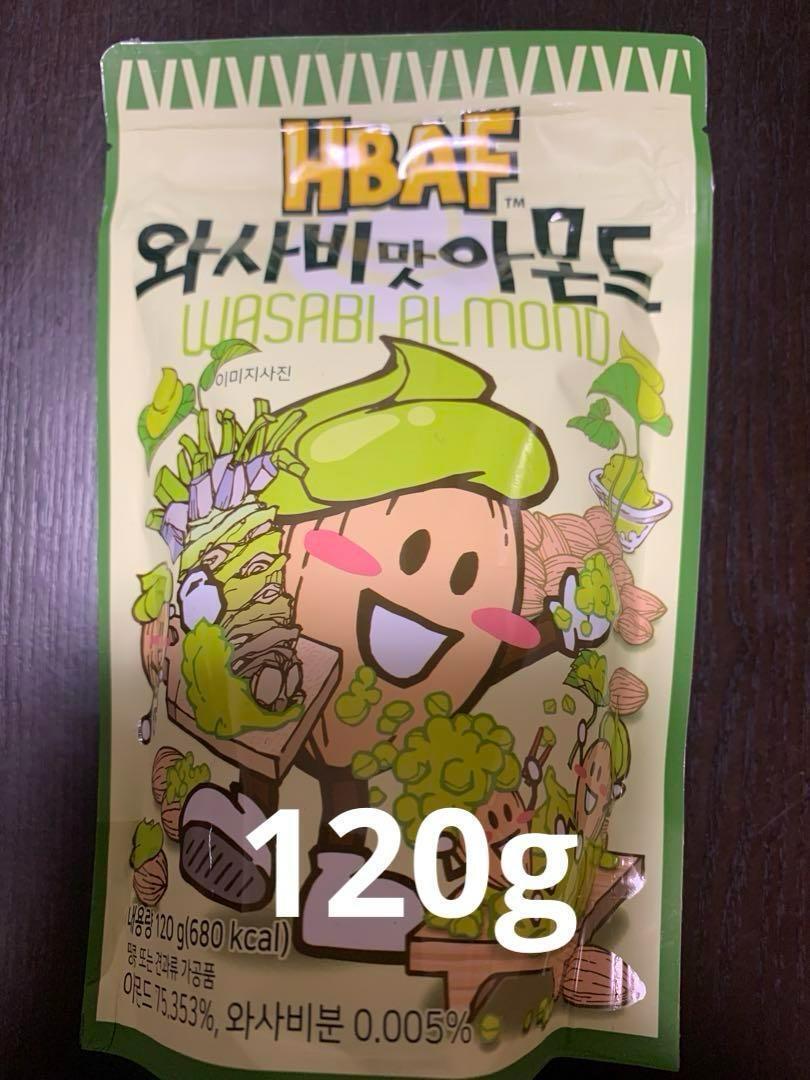 HBAF™
와사비맛아몬드
WASABI ALMOND
이미지사진
120g
내용량 120 g(680 kcal)
땅콩 또는 견과류 가공품
아몬드 75.353%, 와사비분 0.005%